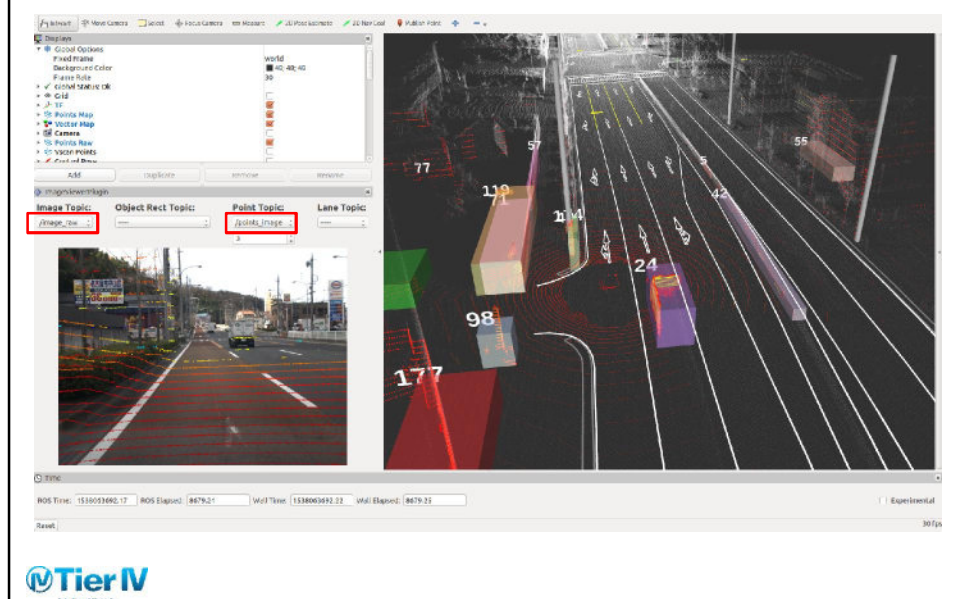 Interact Move Camera Select Focus Camera Measure 2D Pose Estimate 2D Nav Goal Publish Point
Displays
Global Options
Fixed Frame world
Background Color 40; 40; 40
Frame Rate 30
Global Status: Ok
Grid
TF
Points Map
Vector Map
Camera
Points Raw
Vscan Points
Add Duplicate Remove Rename
ImageViewerPlugin
Image Topic: Object Rect Topic: Point Topic: Lane Topic:
/image_raw ---- /points_image ----
3
77
57
55
119
71
5
42
24
98
177
Time
ROS Time: 1538063692.17 ROS Elapsed: 8679.21 Wall Time: 1538063692.22 Wall Elapsed: 8679.23 Experimental
Reset 30 fps
Tier IV